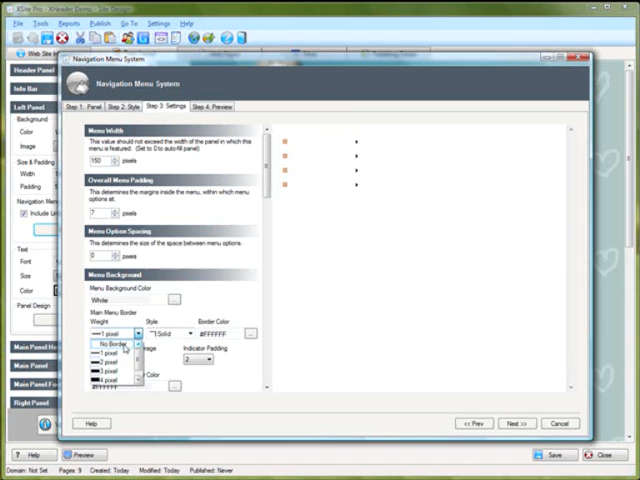 XSite Pro - XHeader Demo - Site Design
File Tools Reports Publish Go To Settings Help
Web Site
Header Panel
Info Bar
Left Panel
Background
Color
Image
Size & Padding
Width
Padding
Navigation Menu
Include
Text
Font
Size
Color
Panel Design
Main Panel
Main Panel
Main Panel
Right Panel
Navigation Menu System
Navigation Menu System
Step 1: Panel Step 2: Style Step 3: Settings Step 4: Preview
Menu Width
This value should not exceed the width of the panel in which this
menu is featured. (Set to 0 to auto-fill panel)
150 pixels
Overall Menu Padding
This determines the margins inside the menu, within which menu
options sit.
7 pixels
Menu Option Spacing
This determines the size of the space between menu options.
0 pixels
Menu Background
Menu Background Color
White ...
Main Menu Border
Weight Style Border Color
1 pixel Solid #FFFFFF ...
No Border
1 pixel
2 pixel
3 pixel
4 pixel
Image Indicator Padding
2
Color
#FFFFFF ...
Help << Prev Next >> Cancel
Help Preview Save Close
Domain: Not Set Pages: 9 Created: Today Modified: Today Published: Never